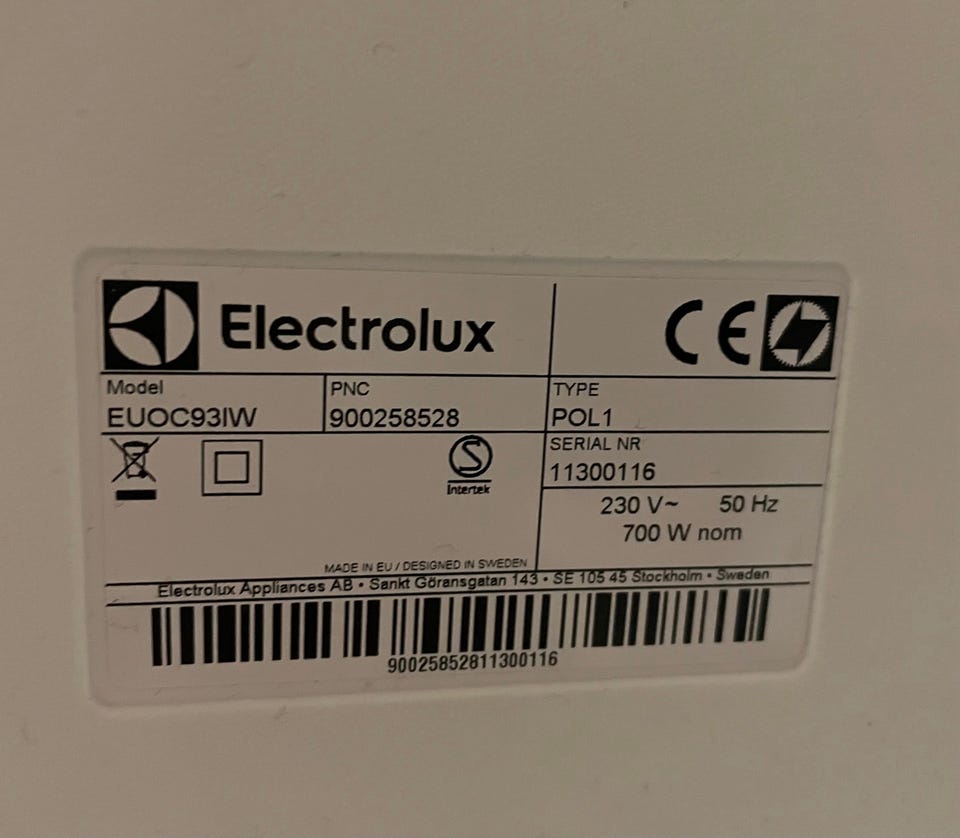 Electrolux
CE
Model
EUOC93IW
PNC
900258528
TYPE
POL1
S
Intertek
SERIAL NR
11300116
230 V~ 50 Hz
700 W nom
MADE IN EU / DESIGNED IN SWEDEN
Electrolux Appliances AB • Sankt Göransgatan 143 • SE 105 45 Stockholm • Sweden
90025852811300116